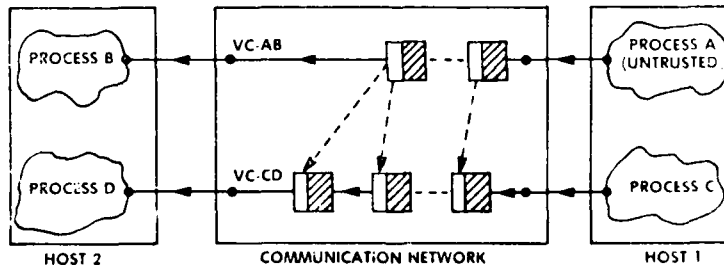 PROCESS B
VC-AB
PROCESS A
(UNTRUSTED)
PROCESS D
VC-CD
PROCESS C
HOST 2
COMMUNICATION NETWORK
HOST 1